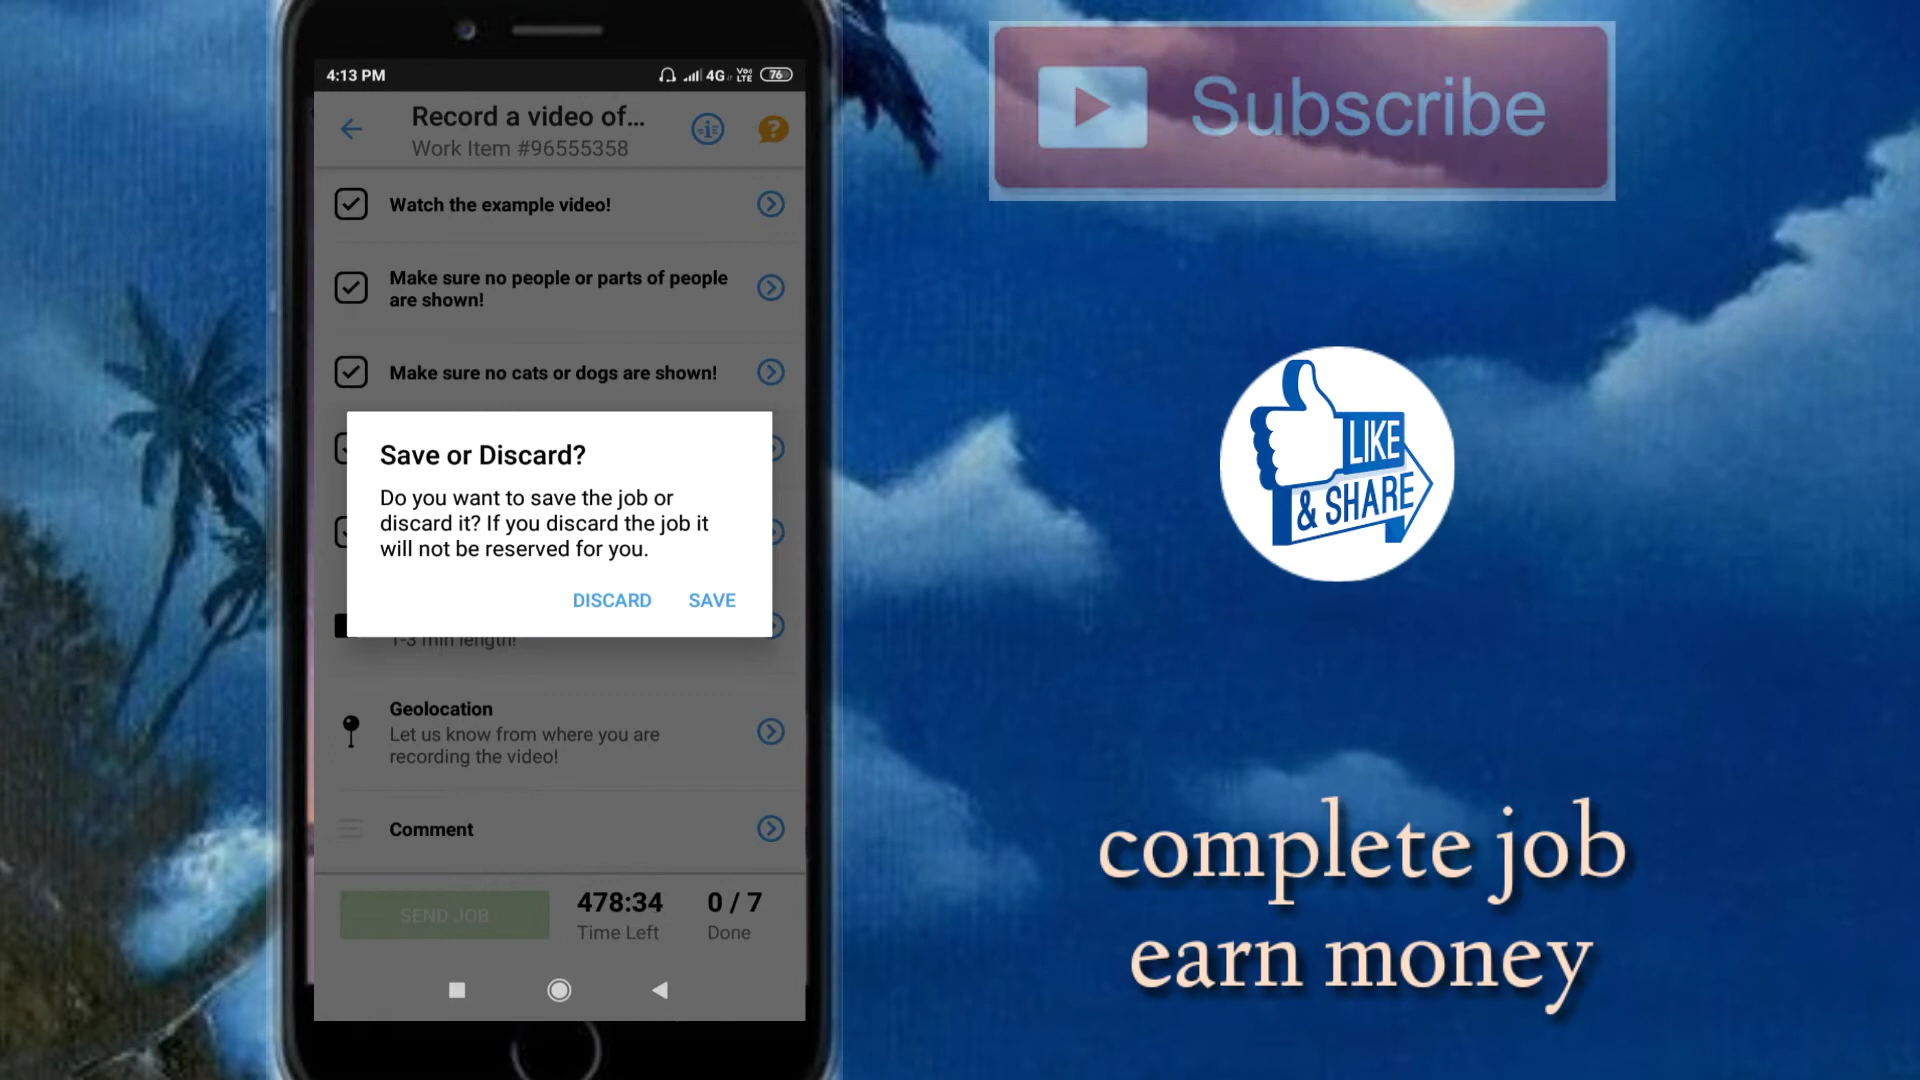 4:13 PM
4G
Vo
LTE
76
Record a video of...
Work Item #96555358
Watch the example video!
Make sure no people or parts of people
are shown!
Make sure no cats or dogs are shown!
Save or Discard?
Do you want to save the job or
discard it? If you discard the job it
will not be reserved for you.
DISCARD SAVE
1-3 min length!
Geolocation
Let us know from where you are
recording the video!
Comment
SEND JOB
478:34
Time Left
0 / 7
Done
Subscribe
LIKE
& SHARE
complete job
earn money